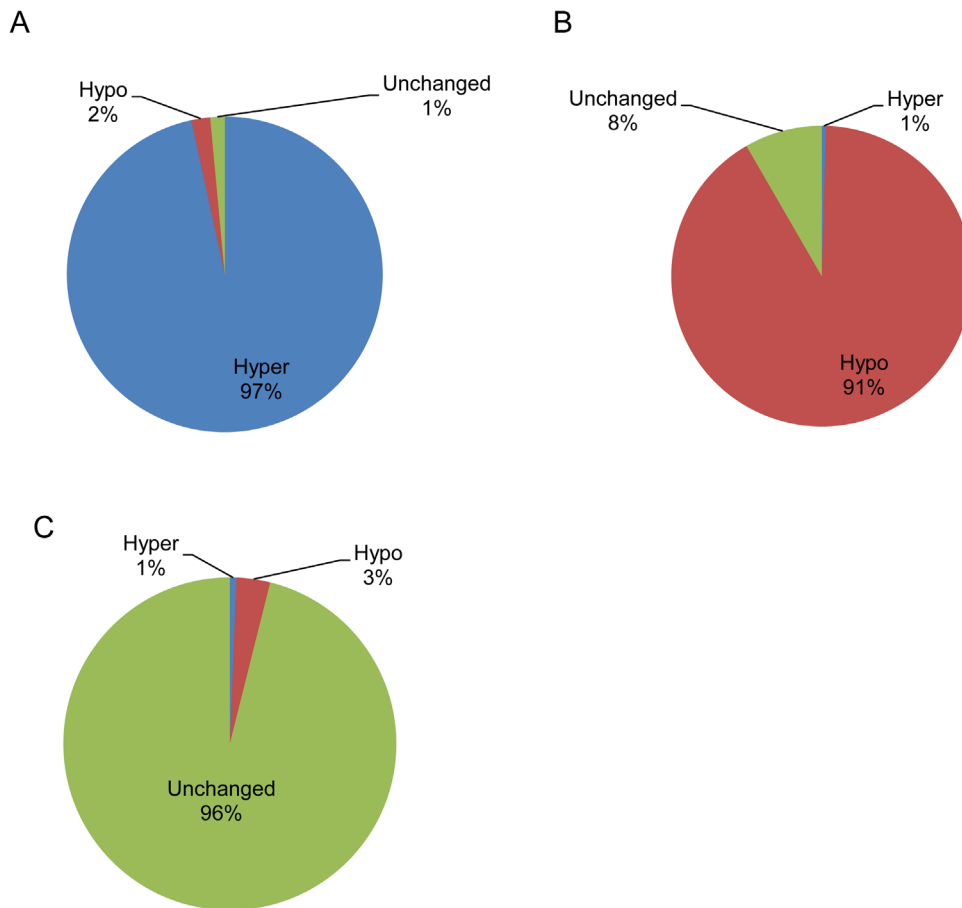 A
Hypo
2%
Unchanged
1%
Hyper
97%
B
Unchanged
8%
Hyper
1%
Hypo
91%
C
Hyper
1%
Hypo
3%
Unchanged
96%